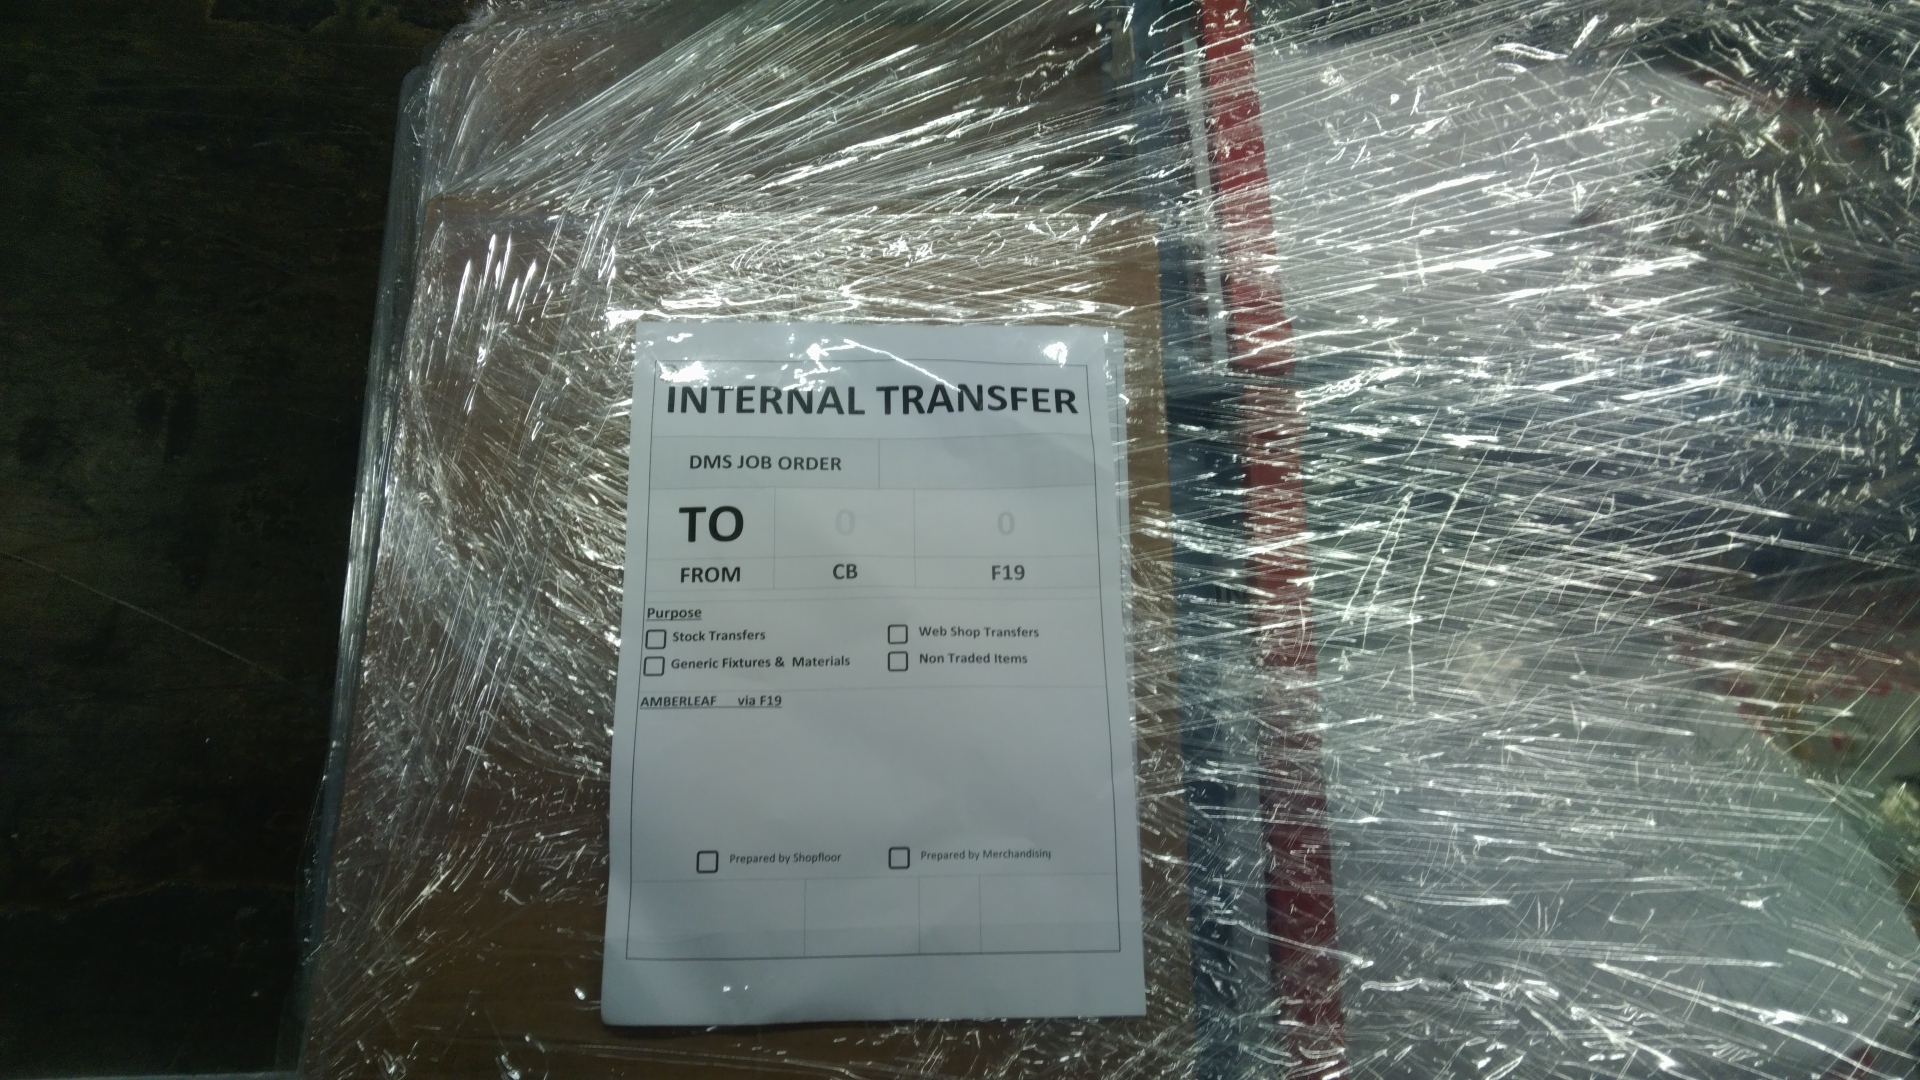 INTERNAL TRANSFER
DMS JOB ORDER
TO 0 0
FROM CB F19
Purpose
Stock Transfers Web Shop Transfers
Generic Fixtures & Materials Non Traded Items
AMBERLEAF via F19
Prepared by Shopfloor Prepared by Merchandising